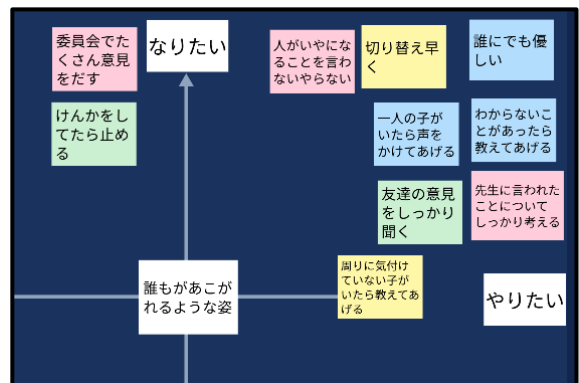 委員会でた
くさん意見
をだす
なりたい
人がいやにな
ることを言わ
ないやらない
切り替え早
く
誰にでも優
しい
けんかをし
てたら止め
る
一人の子が
いたら声を
かけてあげる
わからないこ
とがあったら
教えてあげる
友達の意見
をしっかり
聞く
先生に言われた
ことについて
しっかり考える
誰もがあこが
れるような姿
周りに気付け
ていない子が
いたら教えてあ
げる
やりたい